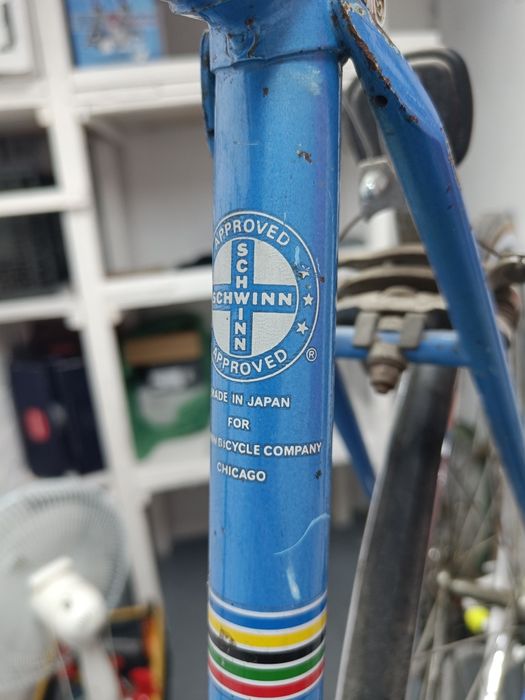 APPROVED
SCHWINN
SCHWINN
APPROVED
®
MADE IN JAPAN
FOR
BICYCLE COMPANY
CHICAGO